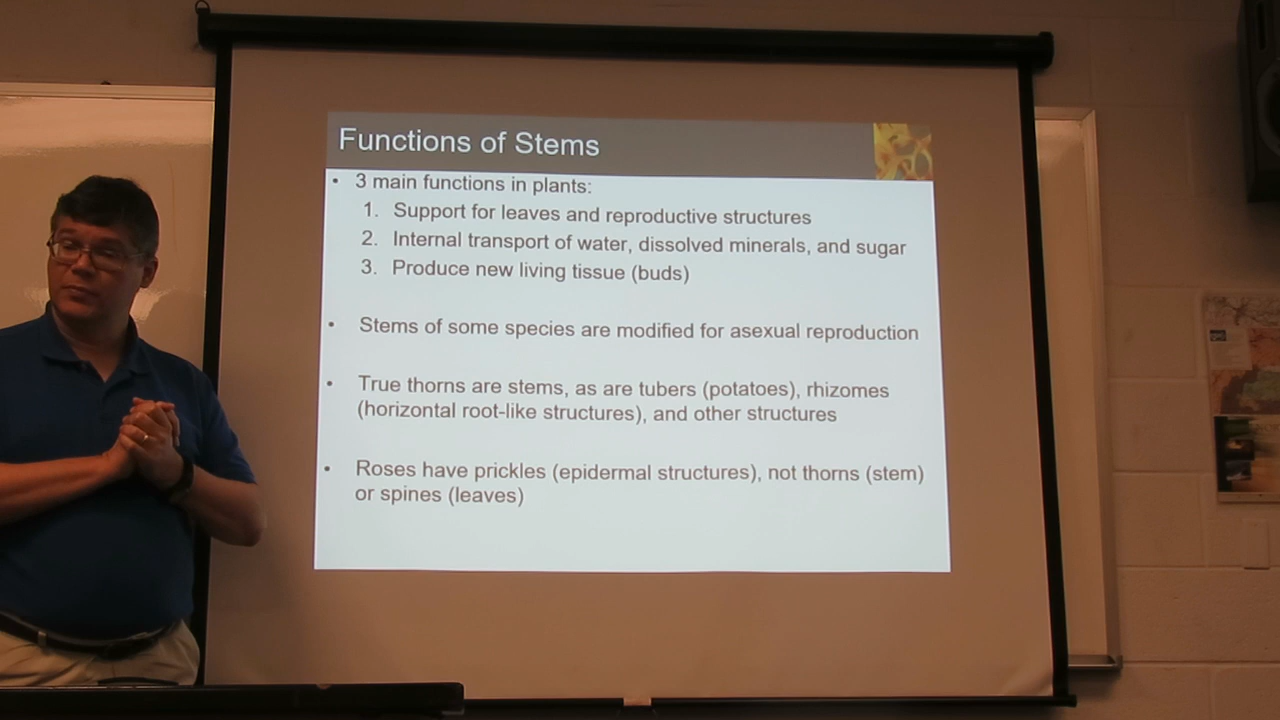 Functions of Stems
• 3 main functions in plants:
1. Support for leaves and reproductive structures
2. Internal transport of water, dissolved minerals, and sugar
3. Produce new living tissue (buds)
• Stems of some species are modified for asexual reproduction
• True thorns are stems, as are tubers (potatoes), rhizomes
(horizontal root-like structures), and other structures
• Roses have prickles (epidermal structures), not thorns (stem)
or spines (leaves)